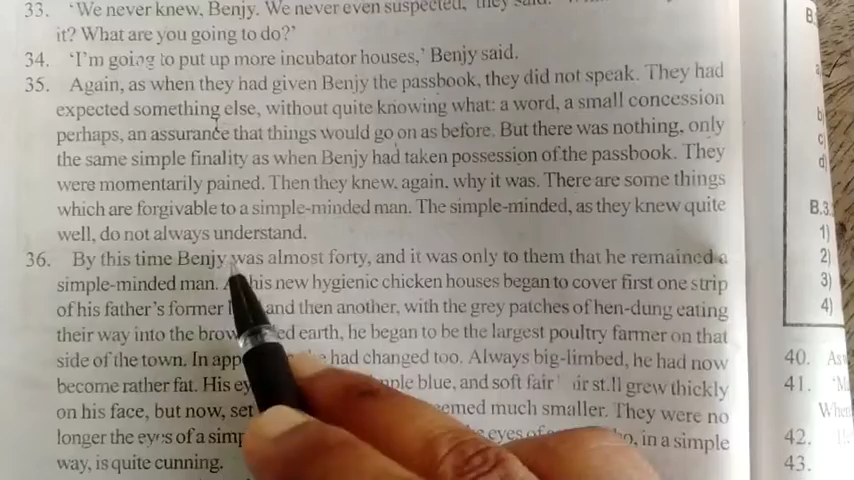 33. 'We never knew, Benjy. We never even suspected,' they said.
it? What are you going to do?'
34. 'I'm going to put up more incubator houses,' Benjy said.
35. Again, as when they had given Benjy the passbook, they did not speak. They had
expected something else, without quite knowing what: a word, a small concession
perhaps, an assurance that things would go on as before. But there was nothing, only
the same simple finality as when Benjy had taken possession of the passbook. They
were momentarily pained. Then they knew, again, why it was. There are some things
which are forgivable to a simple-minded man. The simple-minded, as they knew quite
well, do not always understand.
36. By this time Benjy was almost forty, and it was only to them that he remained a
simple-minded man. his new hygienic chicken houses began to cover first one strip
of his father's former and then another, with the grey patches of hen-dung eating
their way into the earth, he began to be the largest poultry farmer on that
side of the town. In had changed too. Always big-limbed, he had now
become rather fat. His blue, and soft fair st.ll grew thickly
on his face, but now, set seemed much smaller. They were no
longer the eyes of a eyes of in a simple
way, is quite cunning.
B.3
1)
2)
3)
4)
40.
41.
42.
43.